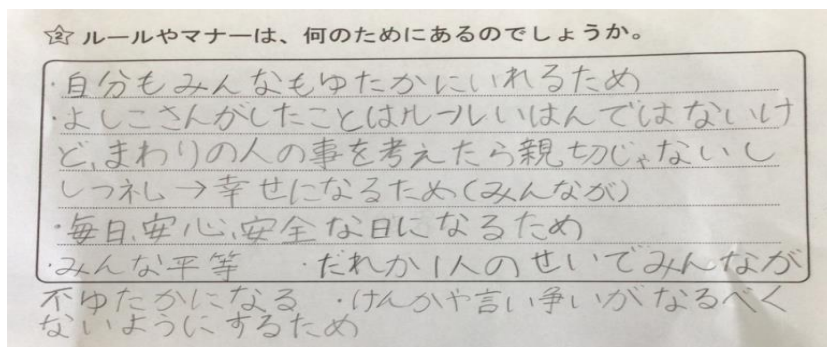 ☆2 ルールやマナーは、何のためにあるのでしょうか。
・自分もみんなもゆたかにいれるため
・よしこさんがしたことはルールいはんではないけ
ど、まわりの人の事を考えたら親切じゃないし
しつ礼→幸せになるため(みんなが)
・毎日、安心、安全な日になるため
・みんな平等 ・だれか1人のせいでみんなが
不ゆたかになる ・けんかや言い争いがなるべく
ないようにするため